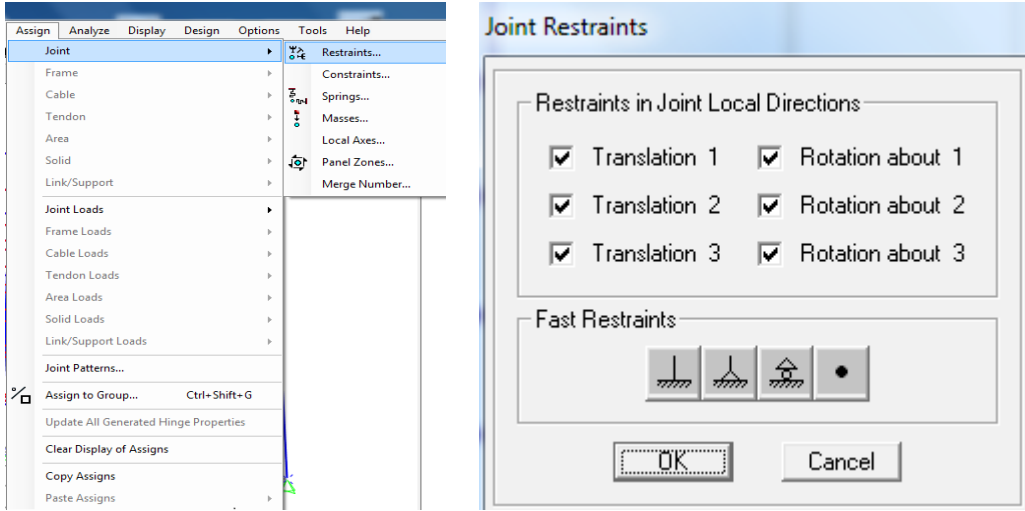 Assign Analyze Display Design Options Tools Help
Joint
Frame
Cable
Tendon
Area
Solid
Link/Support
Joint Loads
Frame Loads
Cable Loads
Tendon Loads
Area Loads
Solid Loads
Link/Support Loads
Joint Patterns...
Assign to Group... Ctrl+Shift+G
Update All Generated Hinge Properties
Clear Display of Assigns
Copy Assigns
Paste Assigns
Restraints...
Constraints...
Springs...
Masses...
Local Axes...
Panel Zones...
Merge Number...
Joint Restraints
Restraints in Joint Local Directions
Translation 1 Rotation about 1
Translation 2 Rotation about 2
Translation 3 Rotation about 3
Fast Restraints
OK Cancel